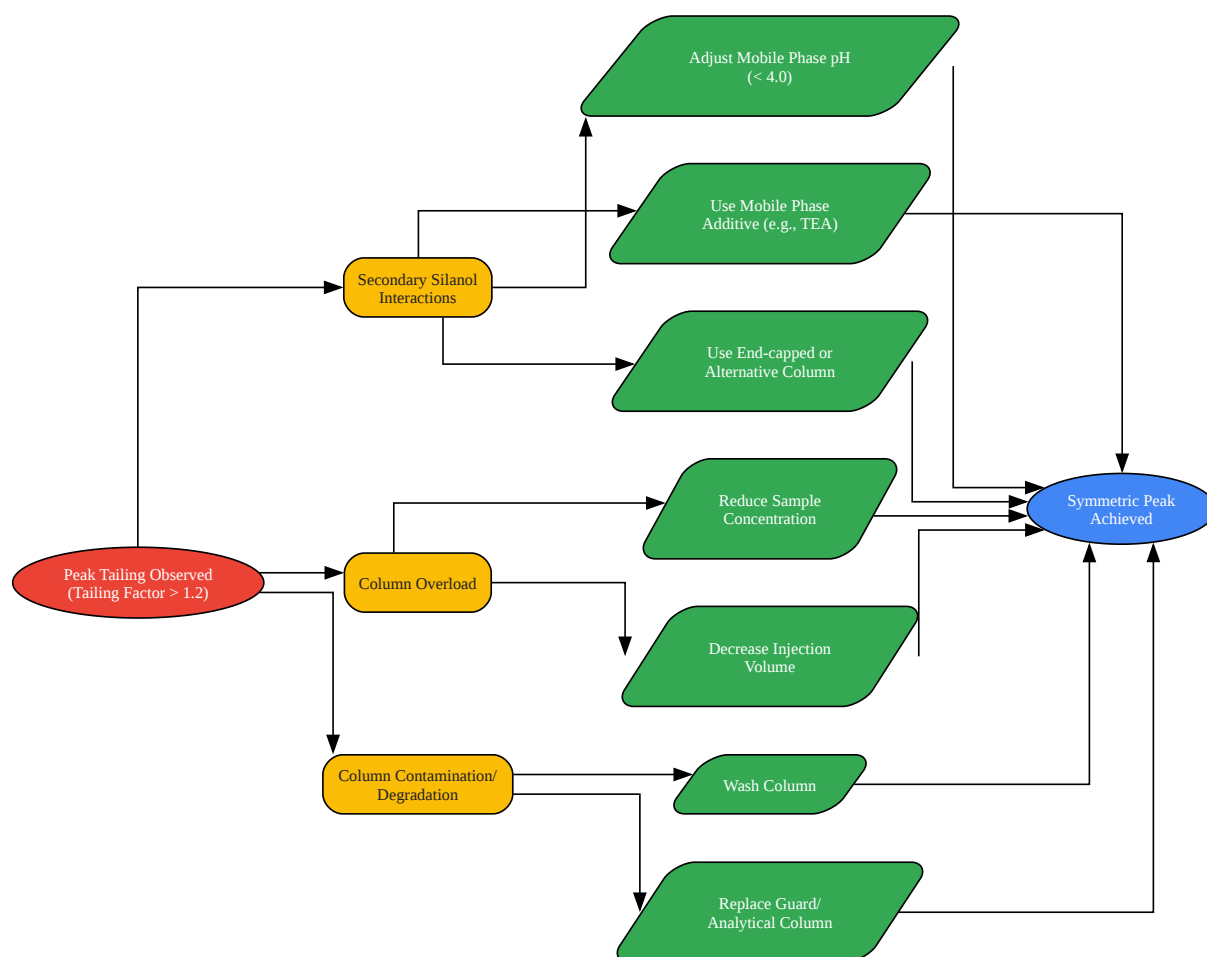 Adjust Mobile Phase pH
(< 4.0)
Use Mobile Phase
Additive (e.g., TEA)
Secondary Silanol
Interactions
Use End-capped or
Alternative Column
Reduce Sample
Concentration
Symmetric Peak
Achieved
Peak Tailing Observed
(Tailing Factor > 1.2)
Column Overload
Decrease Injection
Volume
Column Contamination/
Degradation
Wash Column
Replace Guard/
Analytical Column